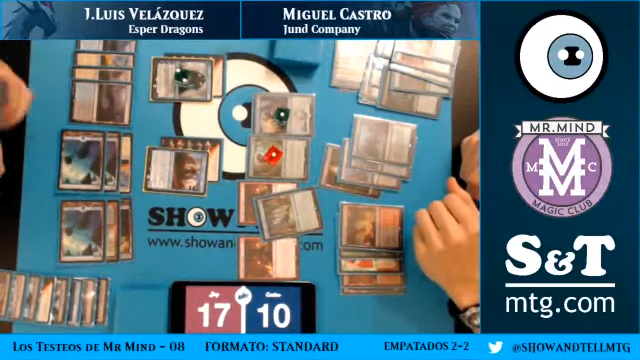 J.Luis Velázquez
Esper Dragons
Miguel Castro
Jund Company
MR.MIND
SINCE
M C
MAGIC CLUB
SHOW
www.showand
com
17
10
S&T
mtg.com
Los Testeos de Mr Mind - 08
FORMATO: STANDARD
EMPATADOS 2-2
@SHOWANDTELLMTG